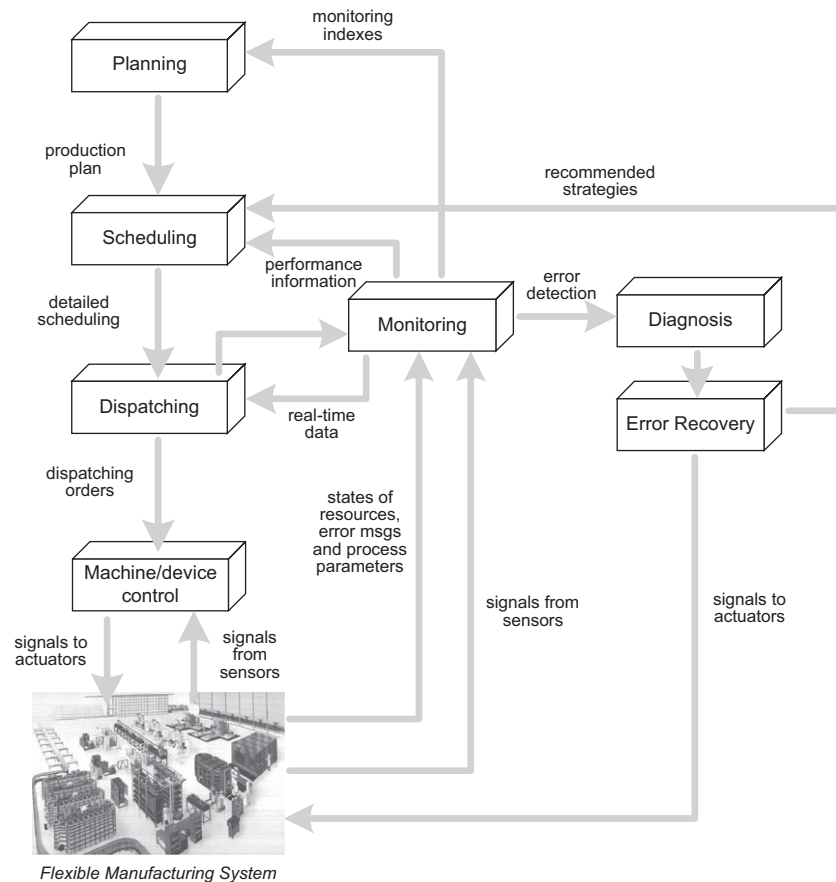 monitoring
indexes
Planning
production
plan
recommended
strategies
Scheduling
performance
information
error
detection
detailed
scheduling
Monitoring
Diagnosis
Dispatching
real-time
data
Error Recovery
dispatching
orders
states of
resources,
error msgs
and process
parameters
Machine/device
control
signals to
actuators
signals
from
sensors
signals from
sensors
signals to
actuators
Flexible Manufacturing System